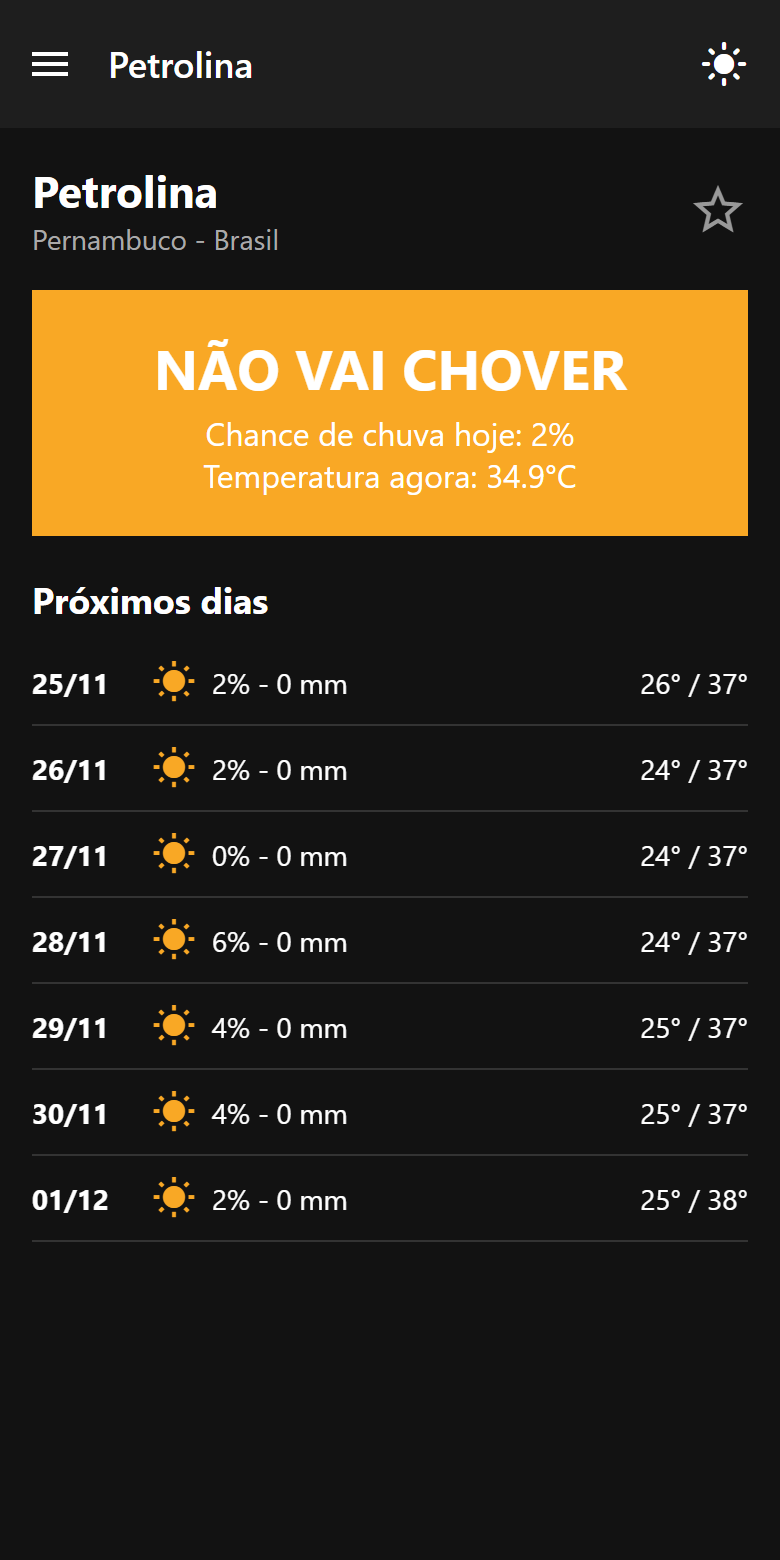 Petrolina
Petrolina
Pernambuco - Brasil
NÃO VAI CHOVER
Chance de chuva hoje: 2%
Temperatura agora: 34.9°C
Próximos dias
25/11 2% - 0 mm 26° / 37°
26/11 2% - 0 mm 24° / 37°
27/11 0% - 0 mm 24° / 37°
28/11 6% - 0 mm 24° / 37°
29/11 4% - 0 mm 25° / 37°
30/11 4% - 0 mm 25° / 37°
01/12 2% - 0 mm 25° / 38°